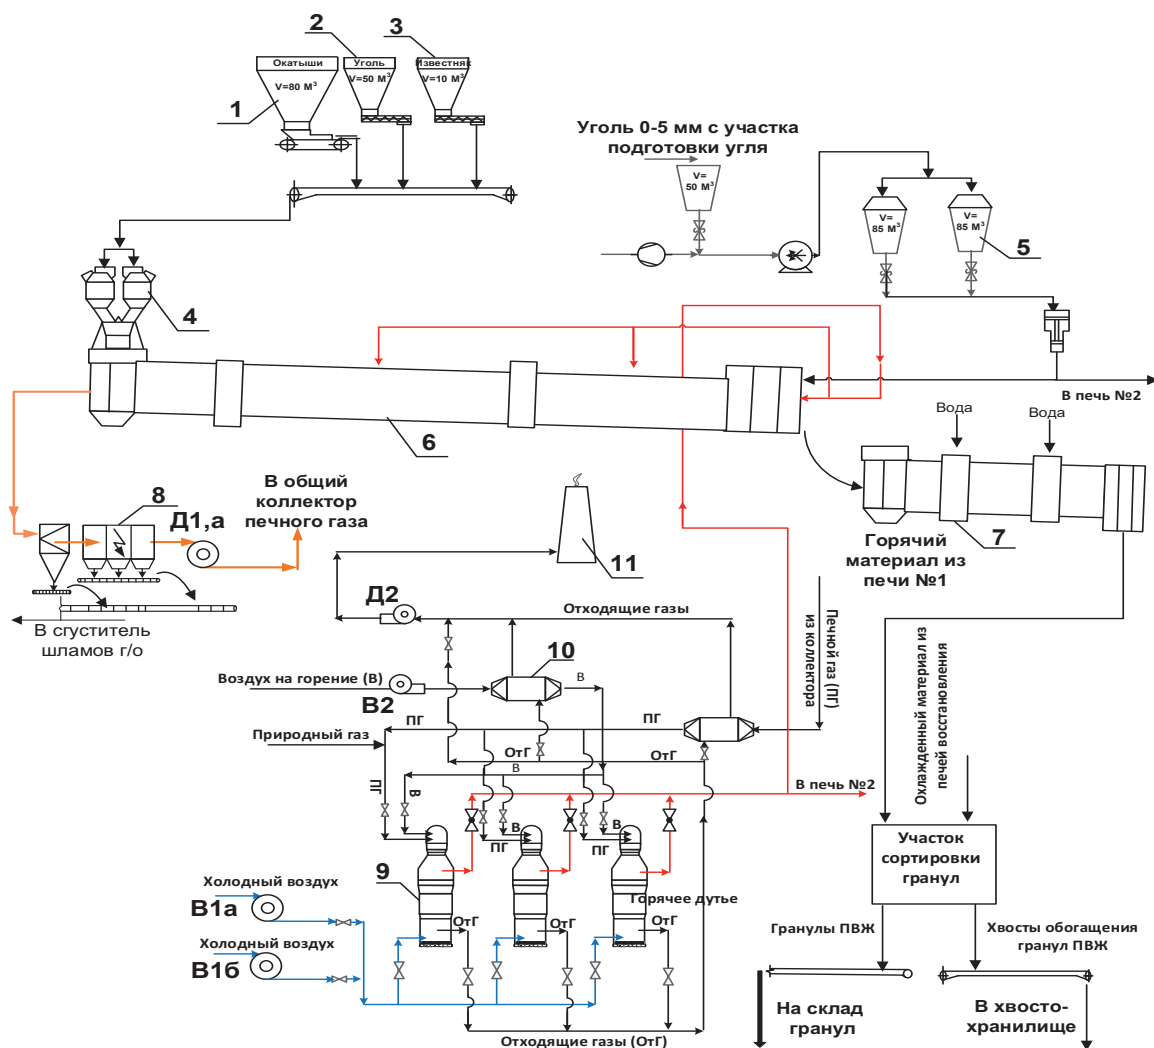 2
3
Окатыши
Уголь
Известняк
V=80 М³
V=50 М³
V=10 М³
1
Уголь 0-5 мм с участка
подготовки угля
V=
50 М³
V=
85 М³
V=
85 М³
5
4
В печь №2
Вода
Вода
6
8
В общий
коллектор
печного газа
Д1,а
7
11
Горячий
материал из
печи №1
Д2
Отходящие газы
Печной газ (ПГ)
из коллектора
В сгуститель
шламов г/о
10
Воздух на горение (В)
В
В2
Охлажденный материал из
печей восстановления
ПГ
ПГ
Природный газ
ОтГ
ОтГ
В
ПГ
В
В печь №2
В
В
ПГ
ПГ
Участок
сортировки
гранул
9
Холодный воздух
В1а
Горячее дутье
ОтГ
ОтГ
ОтГ
Холодный воздух
В1б
Гранулы ПВЖ
Хвосты обогащения
гранул ПВЖ
На склад
гранул
В хвосто-
хранилище
Отходящие газы (ОтГ)